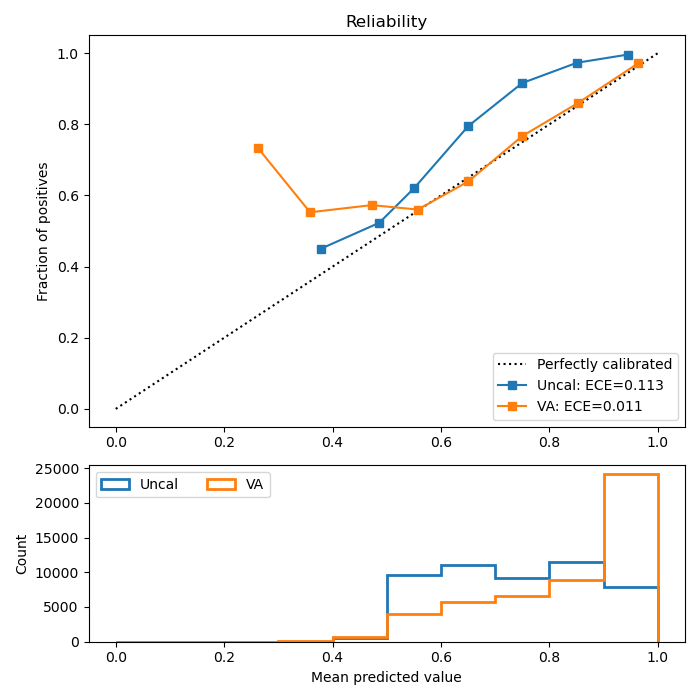 Reliability
1.0
0.8
0.6
0.4
0.2
0.0
Fraction of positives
Perfectly calibrated
Uncal: ECE=0.113
VA: ECE=0.011
0.0 0.2 0.4 0.6 0.8 1.0
25000
20000
15000
10000
5000
0
Count
Uncal VA
0.0 0.2 0.4 0.6 0.8 1.0
Mean predicted value